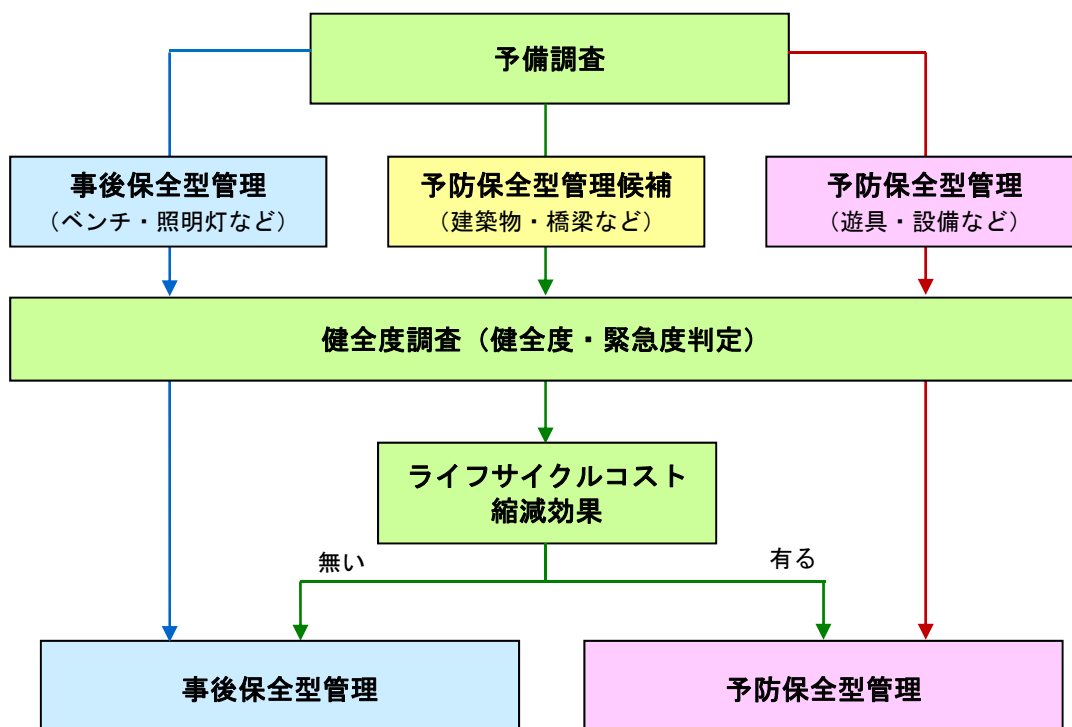 予備調査
事後保全型管理
（ベンチ・照明灯など）
予防保全型管理候補
（建築物・橋梁など）
予防保全型管理
（遊具・設備など）
健全度調査（健全度・緊急度判定）
ライフサイクルコスト
縮減効果
無い
有る
事後保全型管理
予防保全型管理